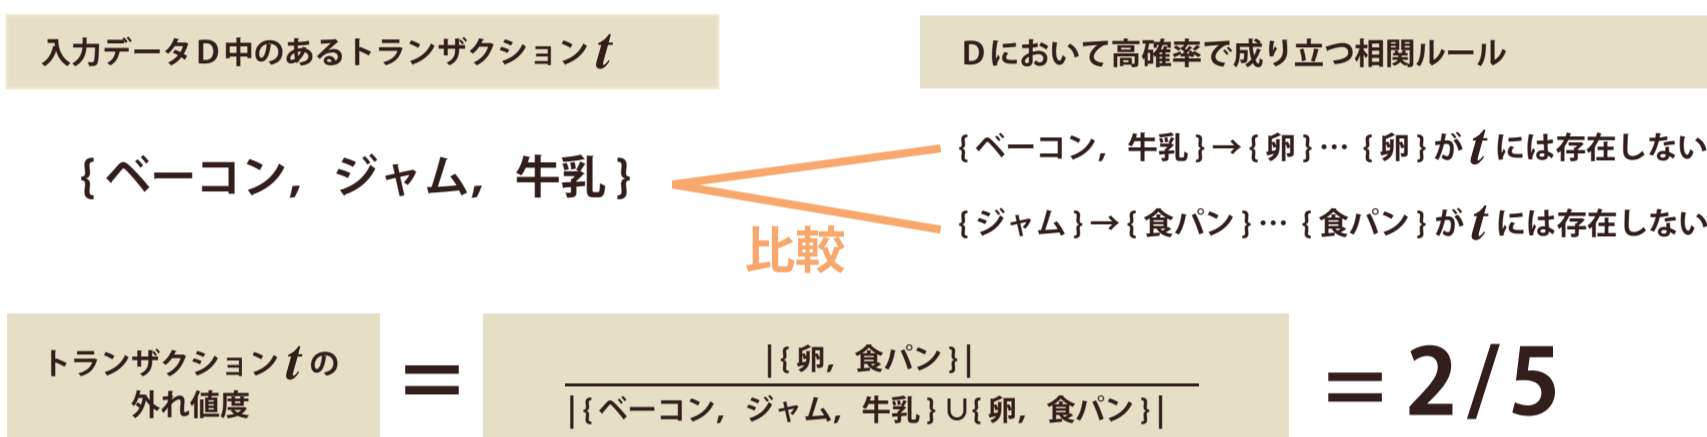 入力データD中のあるトランザクションt
Dにおいて高確率で成り立つ相関ルール
{ベーコン，ジャム，牛乳}
{ベーコン，牛乳}→{卵}… {卵}がtには存在しない
{ジャム}→{食パン}… {食パン}がtには存在しない
比較
トランザクションtの
外れ値度
=
|{卵，食パン}|
|{ベーコン，ジャム，牛乳}∪{卵，食パン}|
=2/5